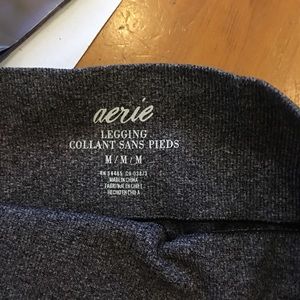 aerie
LEGGING
COLLANT SANS PIEDS
M / M / M
MADE IN CHINA